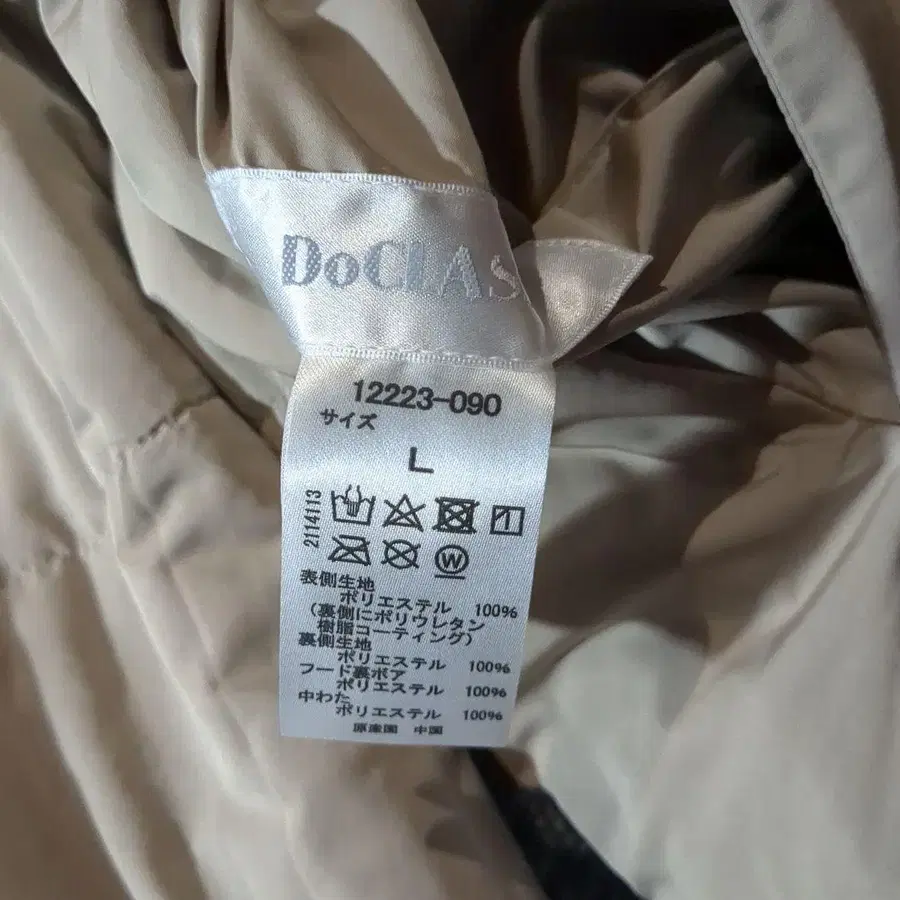 DoCLAS
12223-090
サイズ
L
2114113
W
表側生地
ポリエステル 100%
(裏側にポリウレタン
樹脂コーティング)
裏側生地
ポリエステル 100%
フード裏ボア
ポリエステル 100%
中わた
ポリエステル 100%
原産国 中国